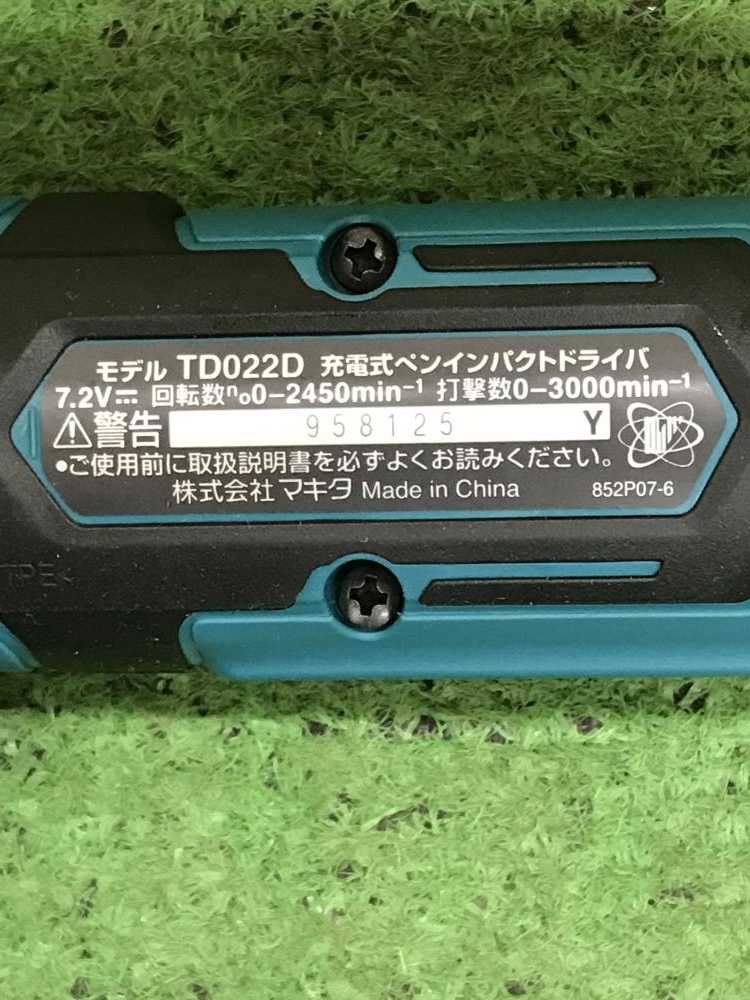 モデル TD022D 充電式ペンインパクトドライバ
7.2V⎓ 回転数n₀0-2450min⁻¹ 打撃数0-3000min⁻¹
⚠警告 958125 Y
●ご使用前に取扱説明書を必ずよくお読みください。
株式会社マキタ Made in China 852P07-6